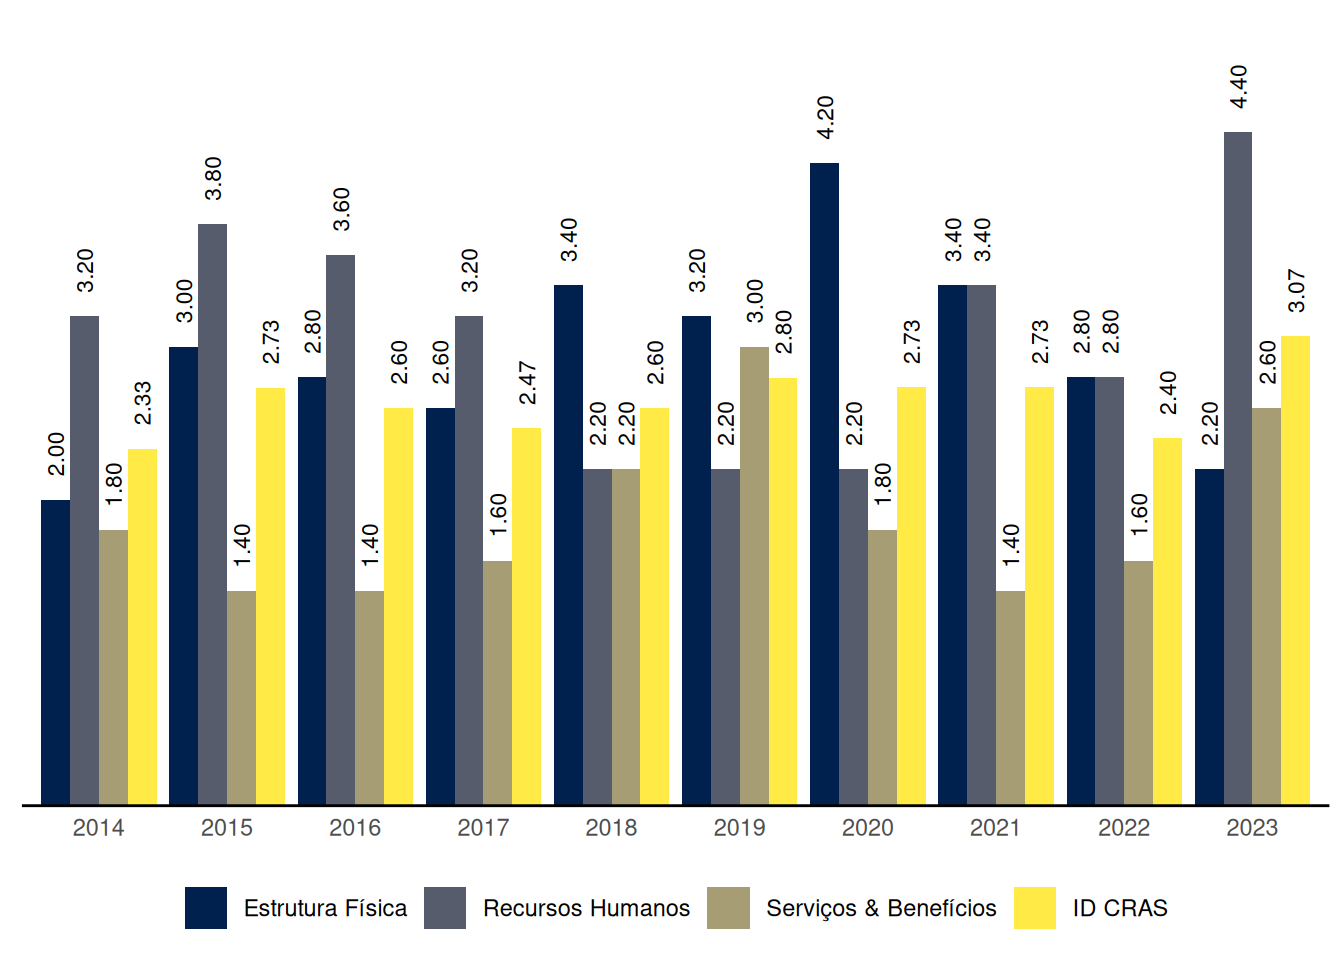 2.00 3.20 1.80 2.33
3.00 3.80 1.40 2.73
2.80 3.60 1.40 2.60
2.60 3.20 1.60 2.47
3.40 2.20 2.20 2.60
3.20 2.20 3.00 2.80
4.20 2.20 1.80 2.73
3.40 3.40 1.40 2.73
2.80 2.80 1.60 2.40
2.20 4.40 2.60 3.07
2014 2015 2016 2017 2018 2019 2020 2021 2022 2023
Estrutura Física Recursos Humanos Serviços & Benefícios ID CRAS